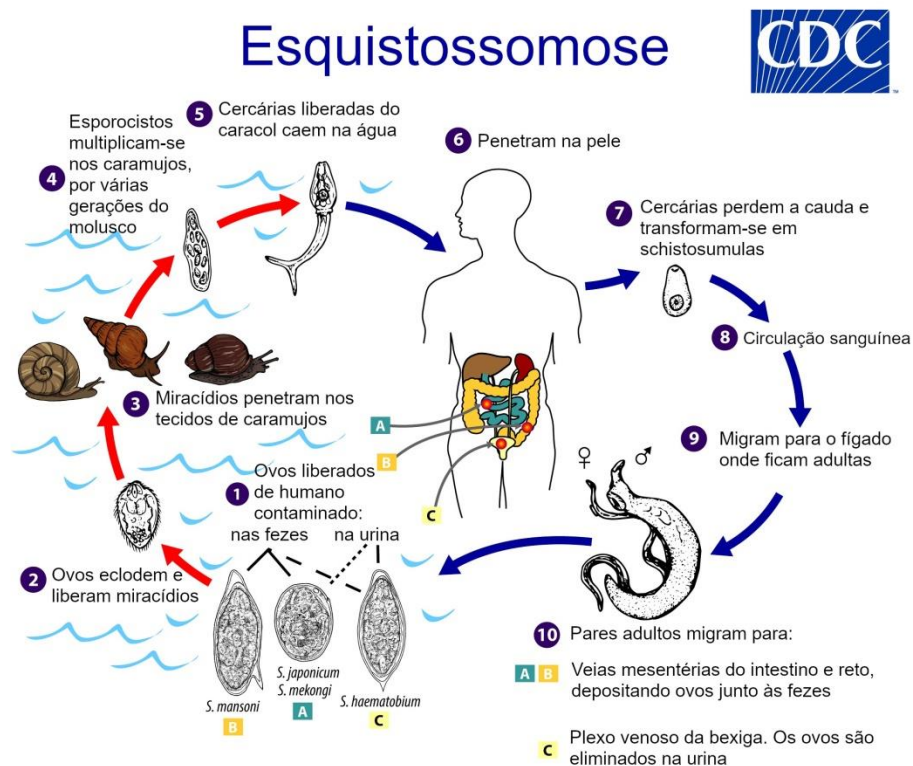 Esquistossomose
CDC
TM
5 Cercárias liberadas do
caracol caem na água
Esporocistos
multiplicam-se
4 nos caramujos,
por várias
gerações do
molusco
6 Penetram na pele
7 Cercárias perdem a cauda e
transformam-se em
schistosumulas
8 Circulação sanguínea
9 Migram para o fígado
onde ficam adultas
♀ ♂
3 Miracídios penetram nos
tecidos de caramujos
A
B
C
1 Ovos liberados
de humano
contaminado:
nas fezes na urina
2 Ovos eclodem e
liberam miracídios
S. mansoni
B
S. japonicum
S. mekongi
A
S. haematobium
C
10 Pares adultos migram para:
A B Veias mesentérias do intestino e reto,
depositando ovos junto às fezes
C Plexo venoso da bexiga. Os ovos são
eliminados na urina